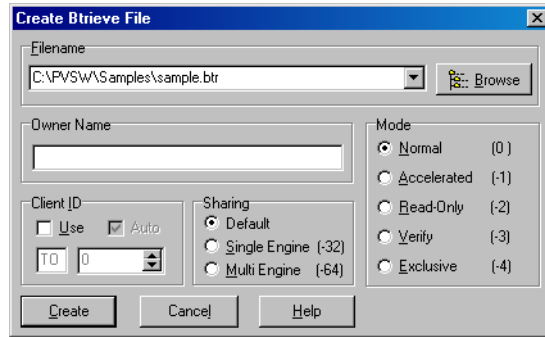 Create Btrieve File
Filename
C:\PVSW\Samples\sample.btr
Browse
Owner Name
Mode
Normal (0 )
Accelerated (-1)
Read-Only (-2)
Verify (-3)
Exclusive (-4)
Client ID
Use Auto
TO 0
Sharing
Default
Single Engine (-32)
Multi Engine (-64)
Create Cancel Help